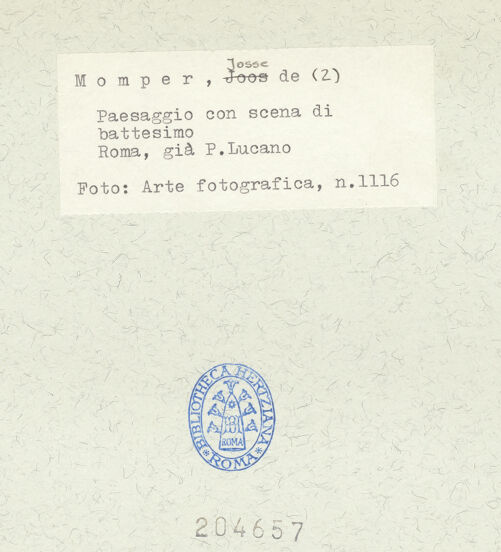 Josse
Momper, Joos de (2)
Paesaggio con scena di
battesimo
Roma, già P.Lucano
Foto: Arte fotografica, n.1116
BIBLIOTHECA HERTZIANA
ROMA
*ROMA*
204657